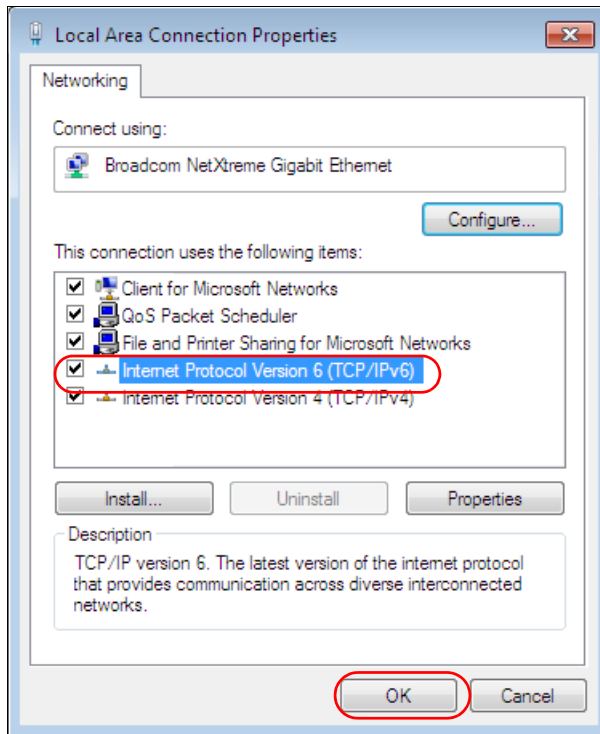 Local Area Connection Properties
Networking
Connect using:
Broadcom NetXtreme Gigabit Ethernet
Configure...
This connection uses the following items:
Client for Microsoft Networks
QoS Packet Scheduler
File and Printer Sharing for Microsoft Networks
Internet Protocol Version 6 (TCP/IPv6)
Internet Protocol Version 4 (TCP/IPv4)
Install...
Uninstall
Properties
Description
TCP/IP version 6. The latest version of the internet protocol
that provides communication across diverse interconnected
networks.
OK
Cancel